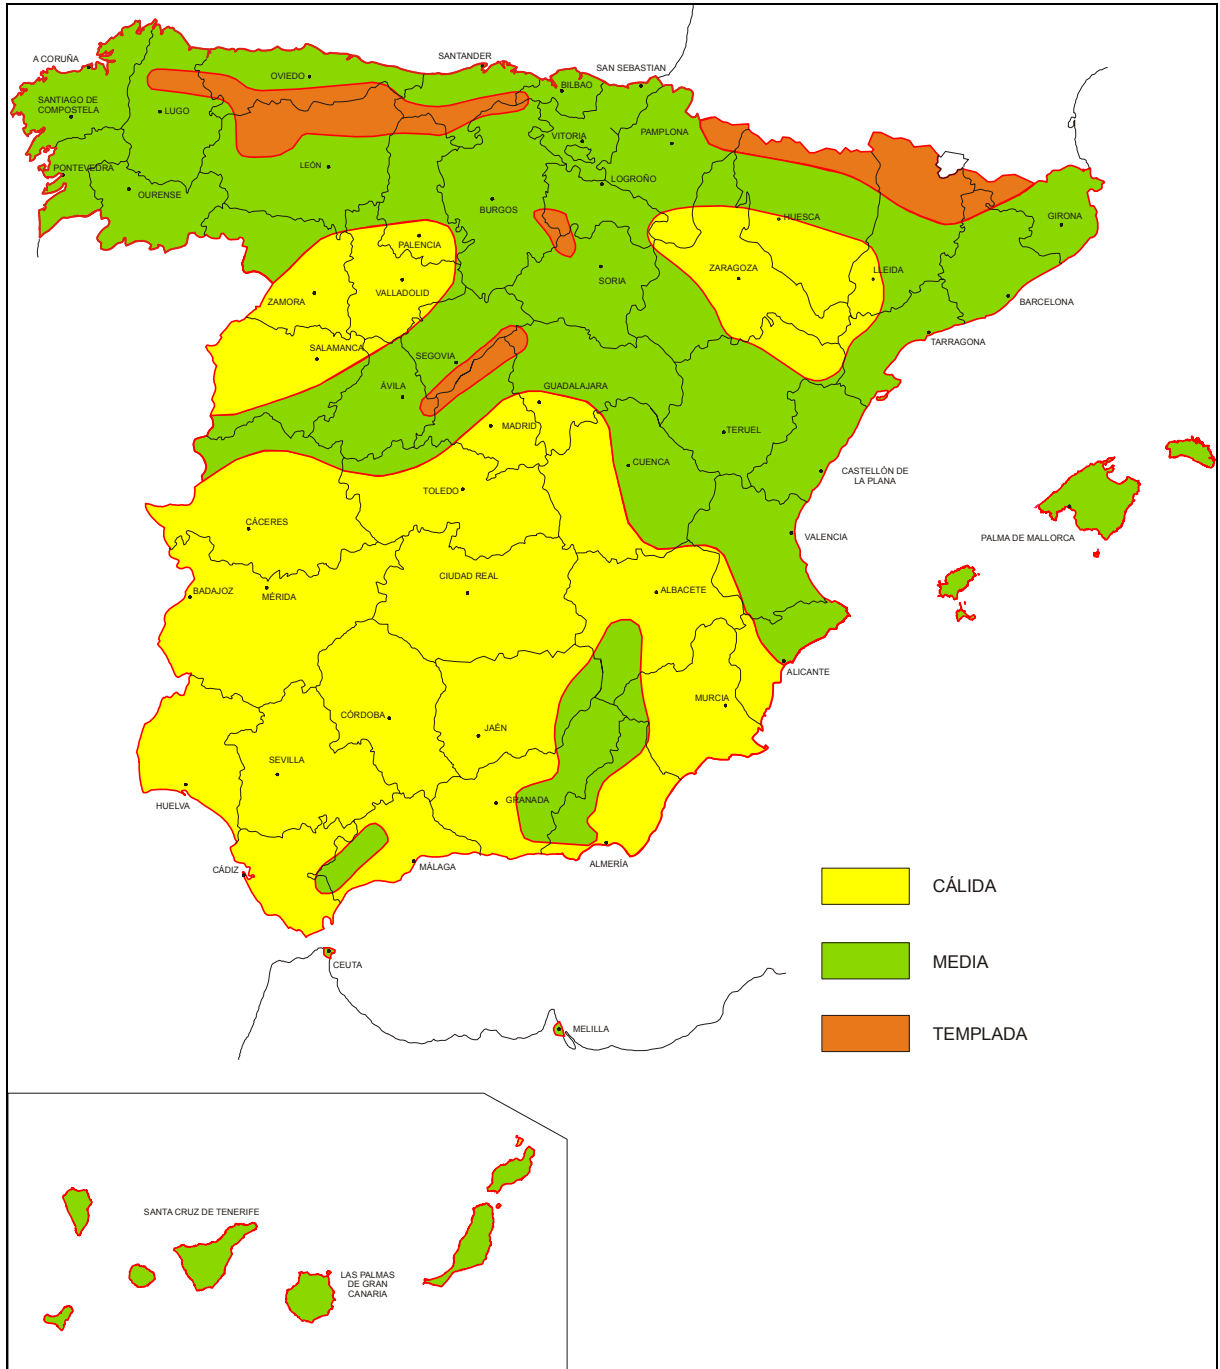 A CORUÑA
SANTANDER
SAN SEBASTIAN
OVIEDO
BILBAO
SANTIAGO DE
COMPOSTELA
LUGO
VITORIA
PAMPLONA
PONTEVEDRA
LEÓN
LOGROÑO
OURENSE
BURGOS
HUESCA
GIRONA
PALENCIA
ZARAGOZA
LLEIDA
SORIA
VALLADOLID
ZAMORA
BARCELONA
TARRAGONA
SALAMANCA
SEGOVIA
ÁVILA
GUADALAJARA
MADRID
TERUEL
CUENCA
CASTELLÓN DE
LA PLANA
TOLEDO
CÁCERES
VALENCIA
PALMA DE MALLORCA
CIUDAD REAL
BADAJOZ
MÉRIDA
ALBACETE
ALICANTE
MURCIA
CÓRDOBA
JAÉN
SEVILLA
HUELVA
GRANADA
CÁDIZ
MÁLAGA
ALMERÍA
CÁLIDA
CEUTA
MEDIA
MELILLA
TEMPLADA
SANTA CRUZ DE TENERIFE
LAS PALMAS
DE GRAN
CANARIA